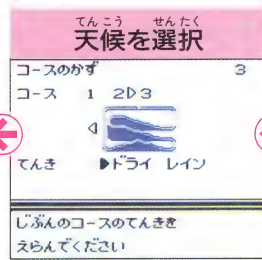 てんこう せんたく
天候を選択
コースのかず 3
コース 1 2▷3
◁
てんき ▶ドライ レイン
じぶんのコースのてんきを
えらんでください